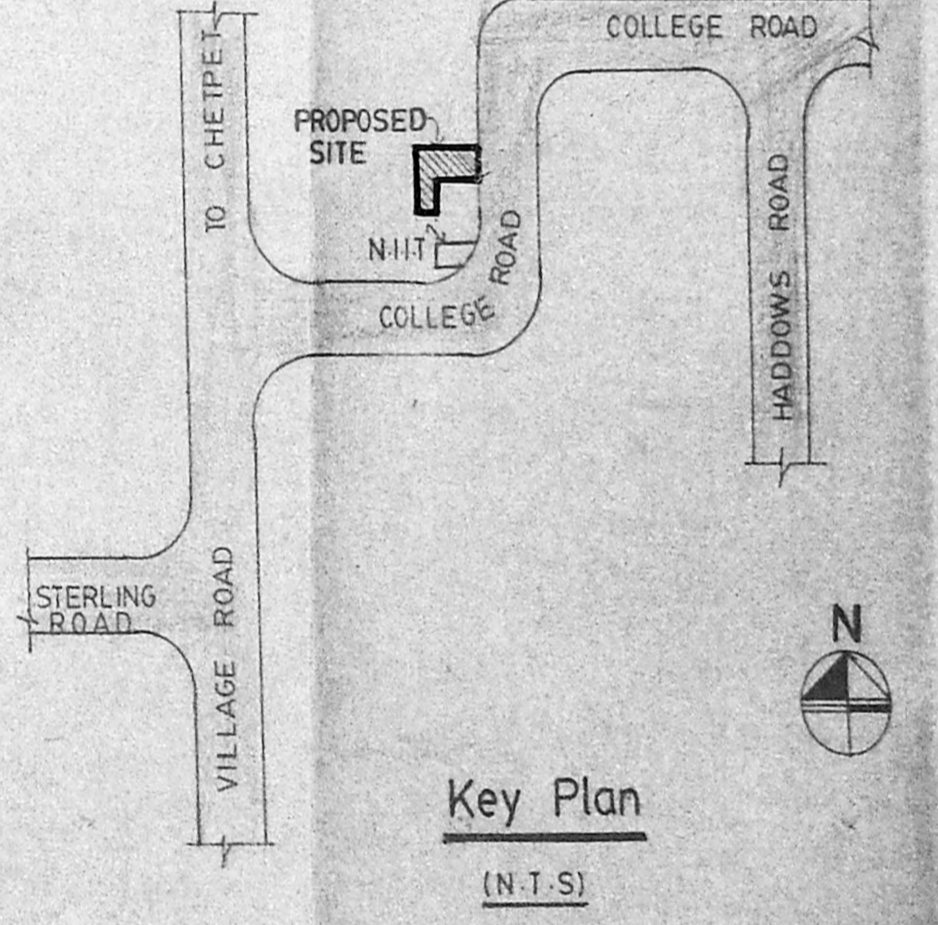 COLLEGE ROAD
TO CHETPET
PROPOSED
SITE
N·I·I·T
COLLEGE ROAD
HADDOWS ROAD
STERLING
ROAD
VILLAGE ROAD
N
Key Plan
(N·T·S)